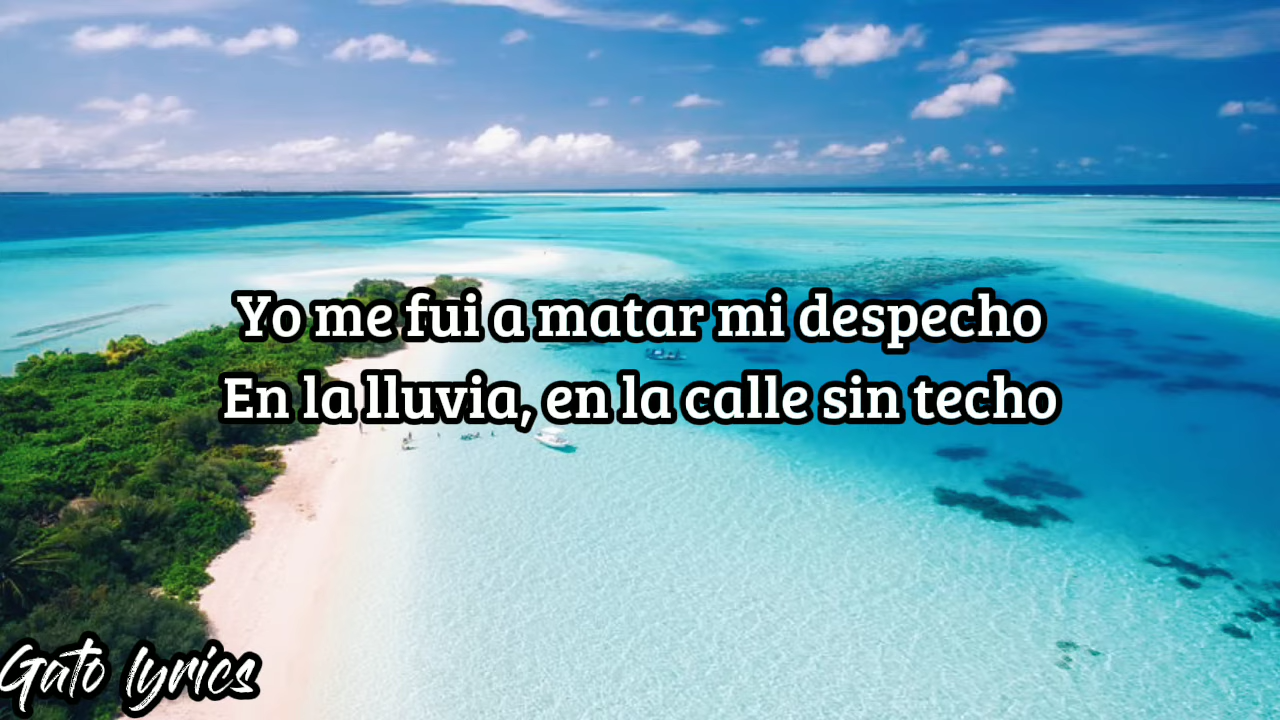 Yo me fui a matar mi despecho
En la lluvia, en la calle sin techo
Gato lyrics